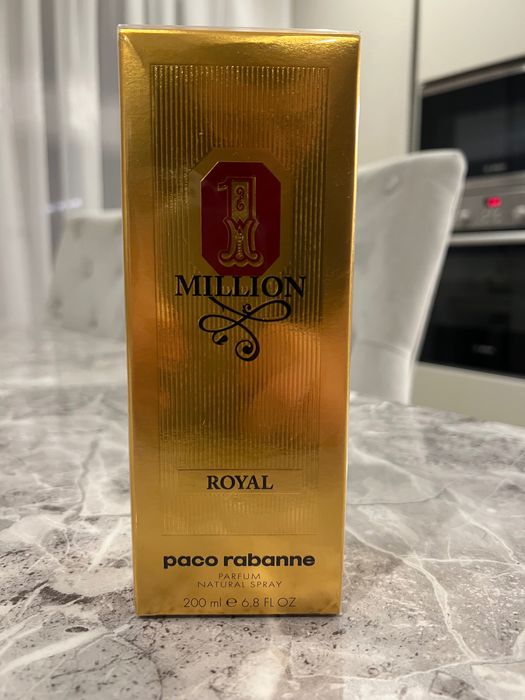 1
MILLION
ROYAL
paco rabanne
PARFUM
NATURAL SPRAY
200 ml ℮ 6.8 FL OZ